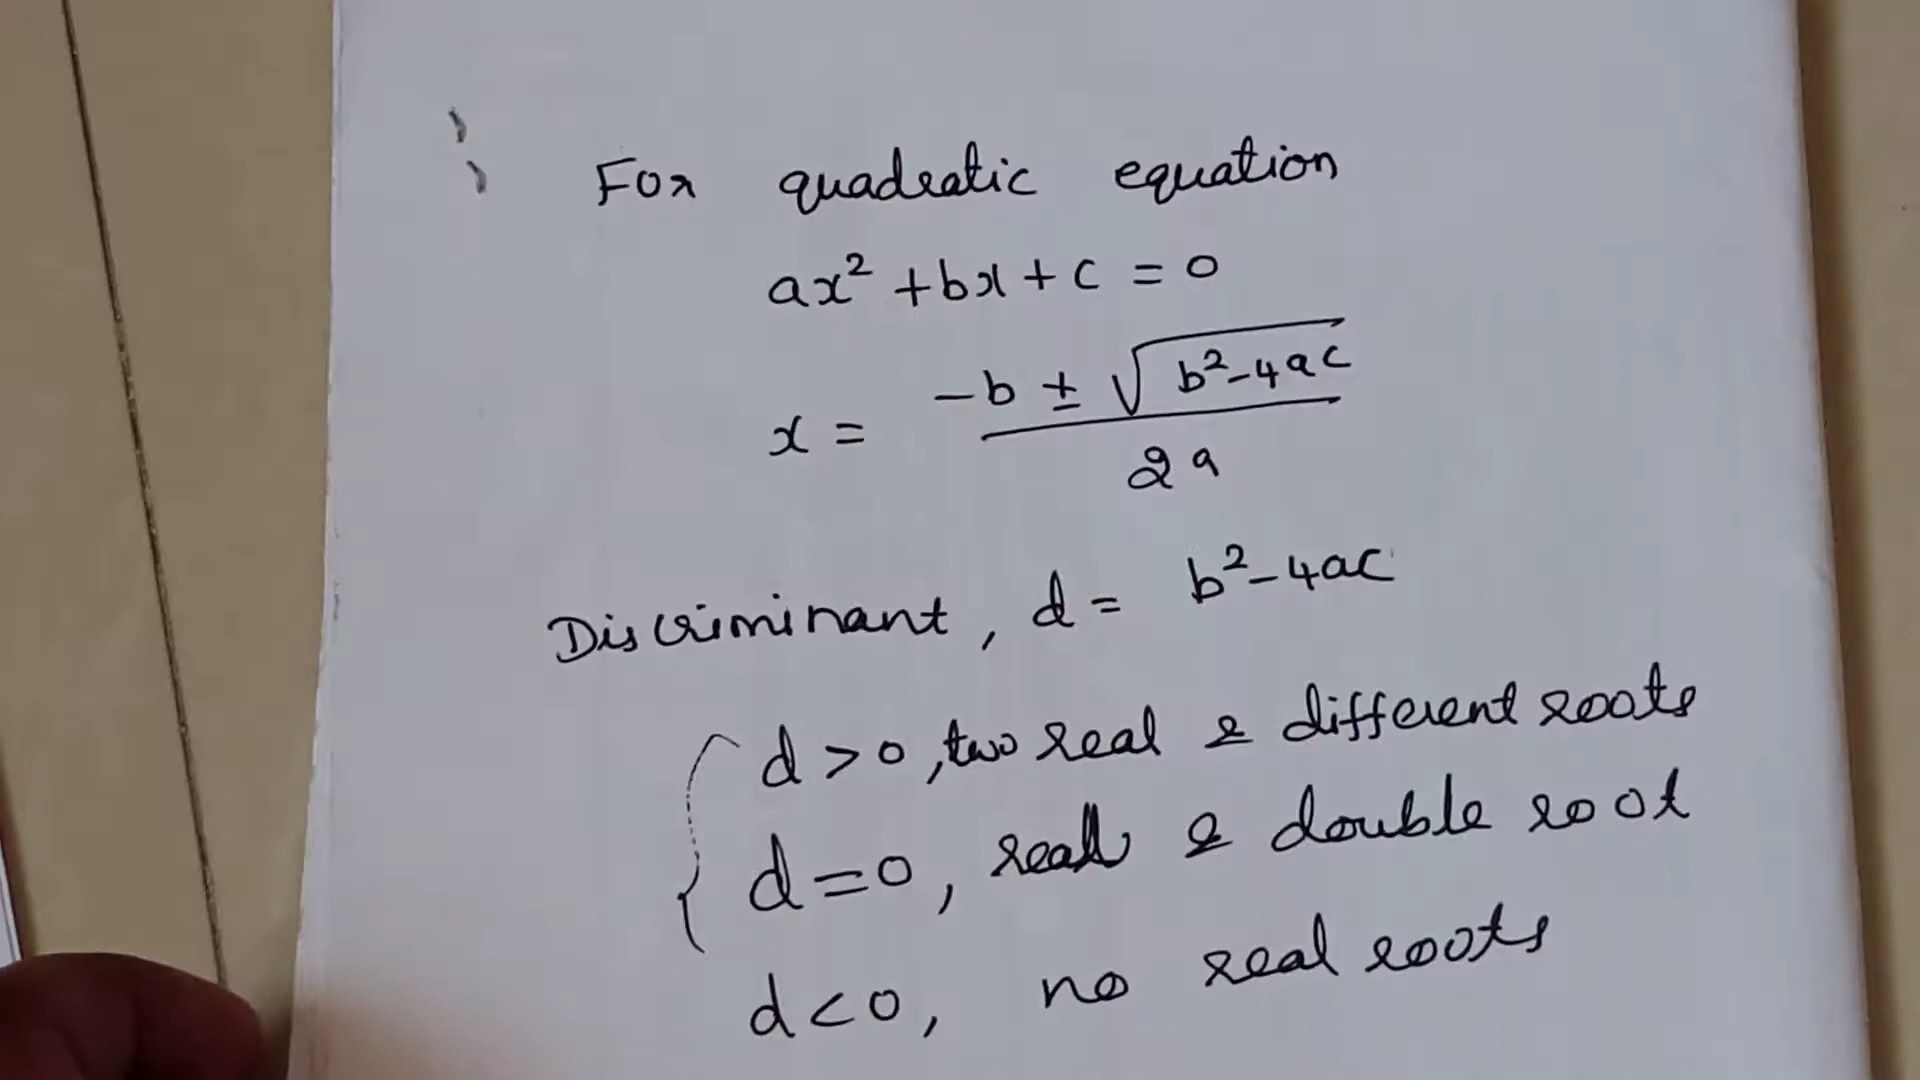 For quadratic equation
ax² + bx + c = 0
x = -b ± √b²-4ac / 2a
Discriminant, d = b²-4ac
d > 0, two real & different roots
d = 0, real & double root
d < 0, no real roots